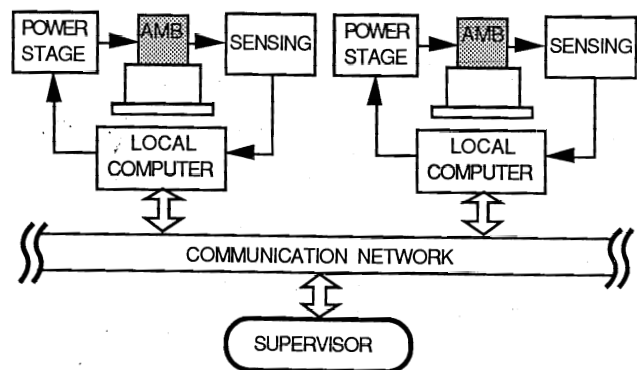 POWER
STAGE
AMB
SENSING
LOCAL
COMPUTER
POWER
STAGE
AMB
SENSING
LOCAL
COMPUTER
COMMUNICATION NETWORK
SUPERVISOR